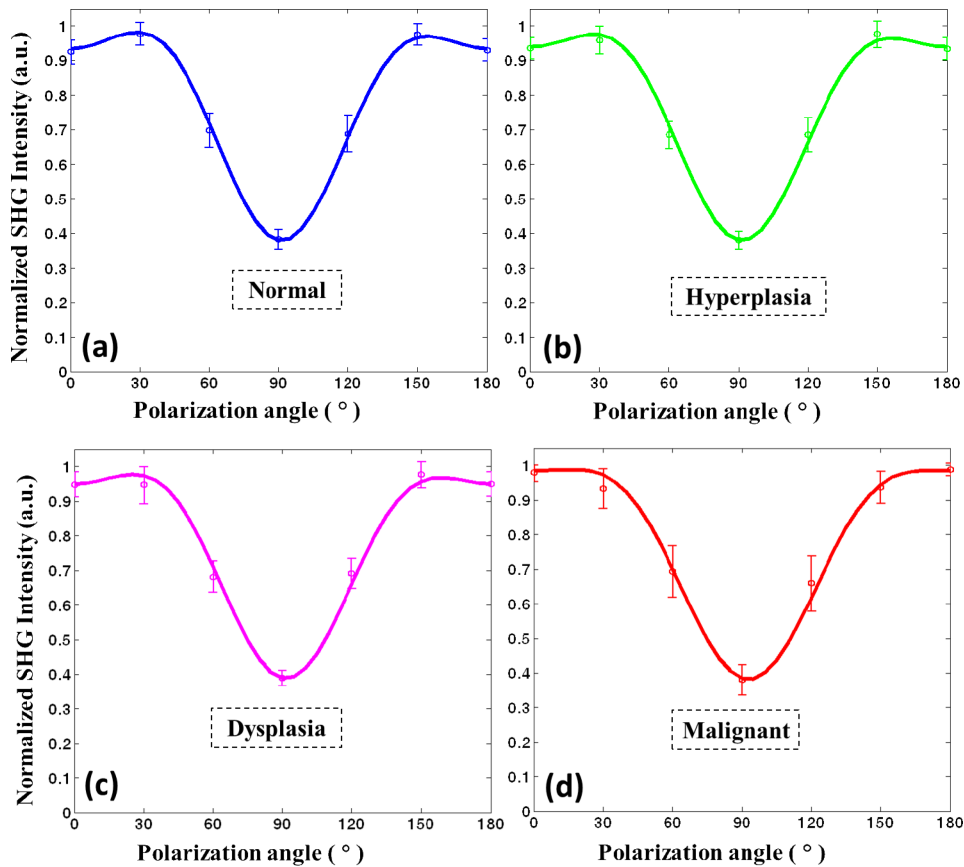 1
0.9
0.8
0.7
0.6
0.5
0.4
0.3
0.2
0.1
0
Normalized SHG Intensity (a.u.)
Normal
(a)
0 30 60 90 120 150 180
Polarization angle ( ° )
1
0.9
0.8
0.7
0.6
0.5
0.4
0.3
0.2
0.1
0
Hyperplasia
(b)
0 30 60 90 120 150 180
Polarization angle ( ° )
1
0.9
0.8
0.7
0.6
0.5
0.4
0.3
0.2
0.1
0
Normalized SHG Intensity (a.u.)
Dysplasia
(c)
0 30 60 90 120 150 180
Polarization angle ( ° )
1
0.9
0.8
0.7
0.6
0.5
0.4
0.3
0.2
0.1
0
Malignant
(d)
0 30 60 90 120 150 180
Polarization angle ( ° )